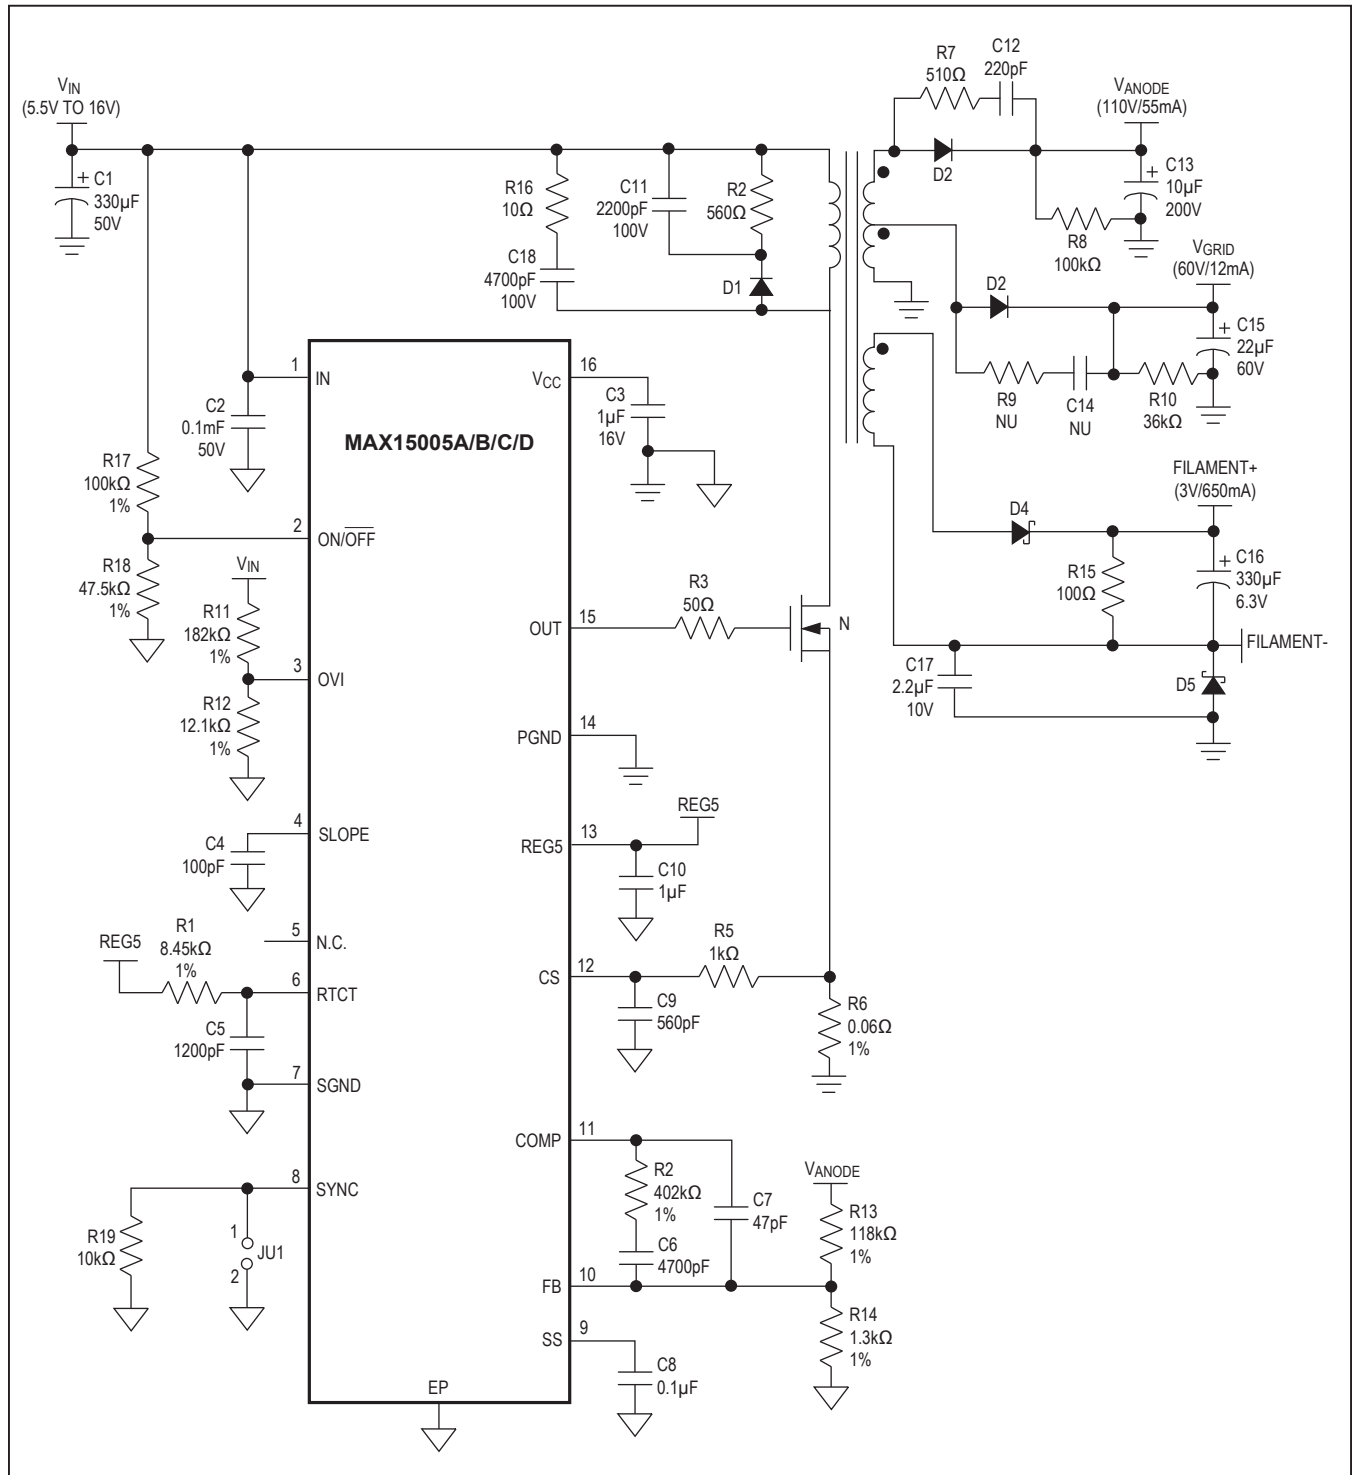 VIN
(5.5V TO 16V)
+
C1
330µF
50V
R16
10Ω
C18
4700pF
100V
C11
2200pF
100V
R2
560Ω
D1
R7
510Ω
C12
220pF
D2
VANODE
(110V/55mA)
+
C13
10µF
200V
R8
100kΩ
VGRID
(60V/12mA)
D2
+
C15
22µF
60V
R9
NU
C14
NU
R10
36kΩ
FILAMENT+
(3V/650mA)
D4
R15
100Ω
+
C16
330µF
6.3V
FILAMENT-
C17
2.2µF
10V
D5
MAX15005A/B/C/D
1
IN
C2
0.1mF
50V
R17
100kΩ
1%
2
ON/OFF
R18
47.5kΩ
1%
VIN
R11
182kΩ
1%
3
OVI
R12
12.1kΩ
1%
4
SLOPE
C4
100pF
5
N.C.
REG5
R1
8.45kΩ
1%
6
RTCT
C5
1200pF
7
SGND
8
SYNC
R19
10kΩ
1
2
JU1
EP
16
VCC
C3
1µF
16V
15
OUT
R3
50Ω
N
14
PGND
13
REG5
REG5
C10
1µF
12
CS
R5
1kΩ
C9
560pF
R6
0.06Ω
1%
11
COMP
R2
402kΩ
1%
C6
4700pF
C7
47pF
VANODE
R13
118kΩ
1%
10
FB
R14
1.3kΩ
1%
9
SS
C8
0.1µF